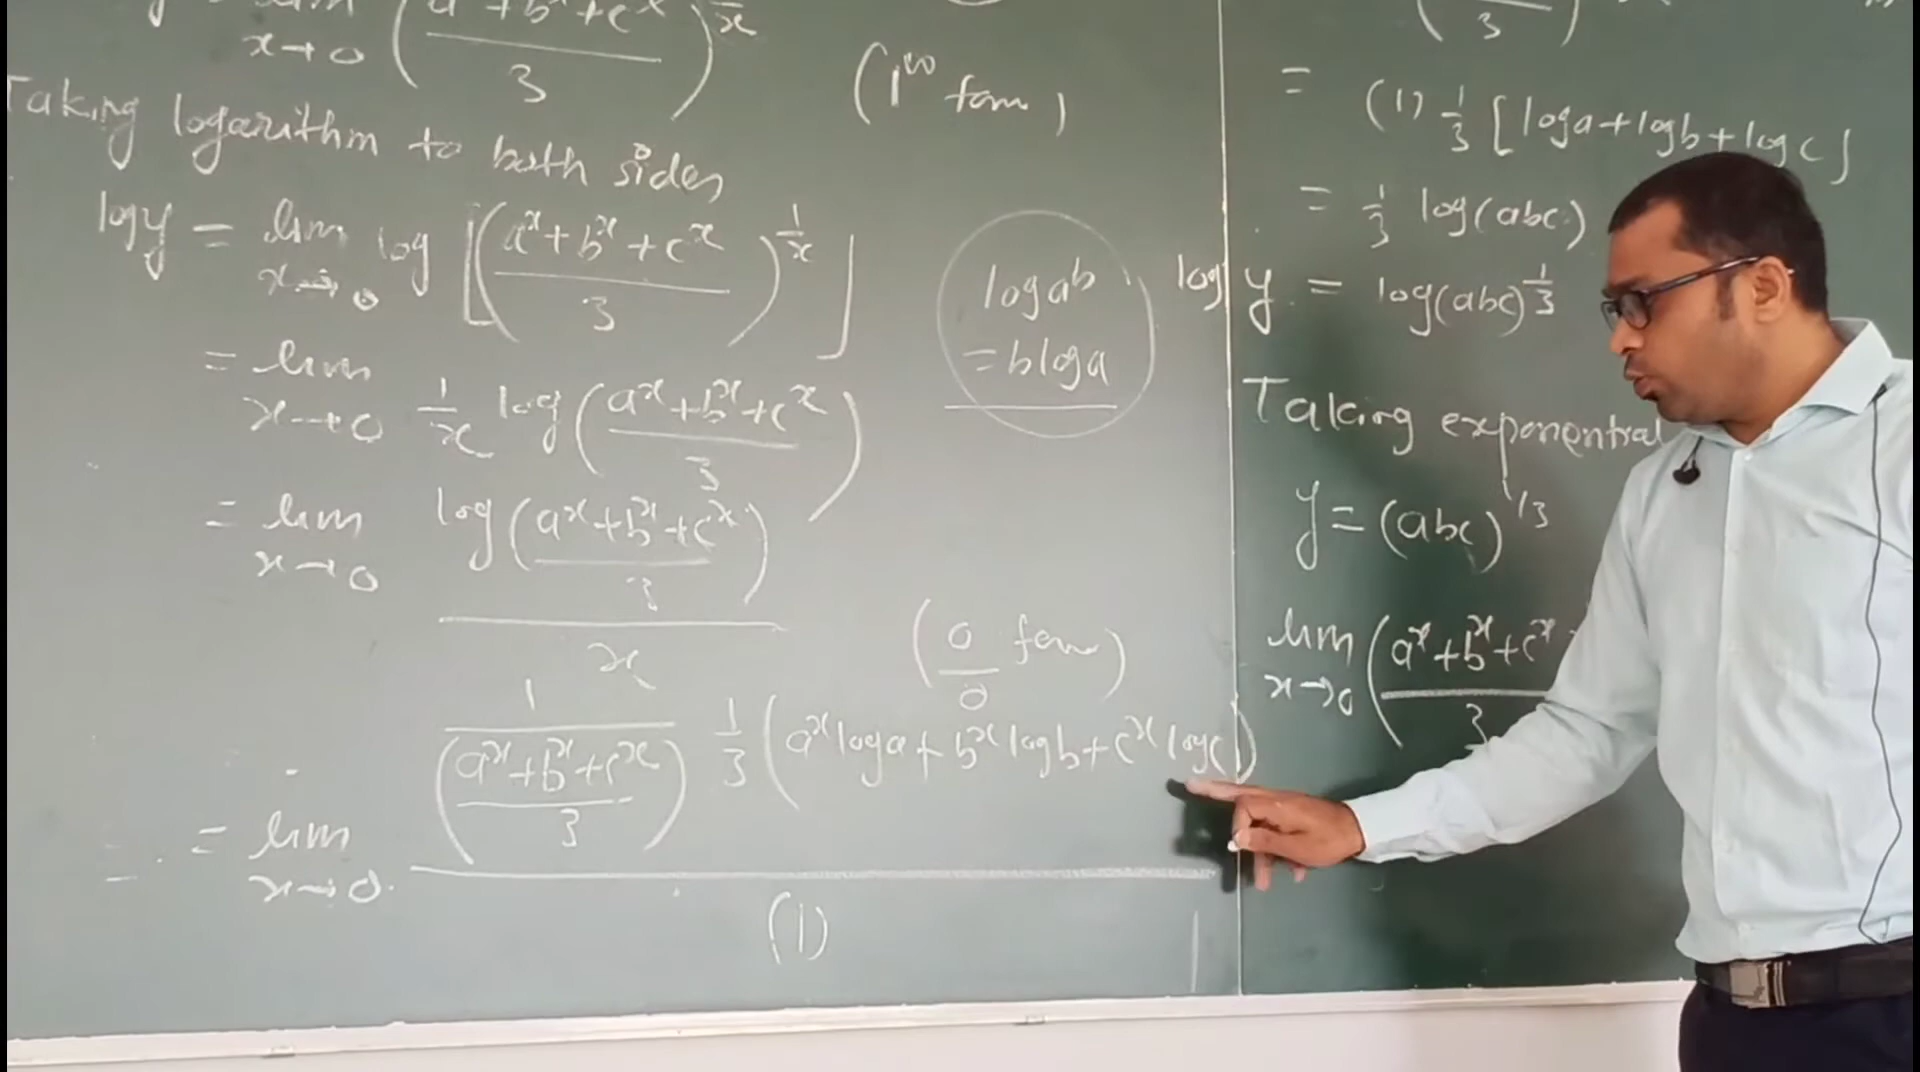 y = lim x→0 ((a^x + b^x + c^x)/3)^(1/x)
(1^∞ form)
Taking logarithm to both sides
log y = lim x→0 log [((a^x + b^x + c^x)/3)^(1/x)]
= lim x→0 1/x log ((a^x + b^x + c^x)/3)
log a^b
= b log a
= lim x→0 log((a^x + b^x + c^x)/3) / x
(0/0 form)
= lim x→0 [1/((a^x + b^x + c^x)/3) 1/3 (a^x log a + b^x log b + c^x log c)] / (1)
3
= (1) 1/3 [log a + log b + log c]
= 1/3 log(abc)
log y = log(abc)^(1/3)
Taking exponential
y = (abc)^1/3
lim x→0 (a^x + b^x + c^x / 3